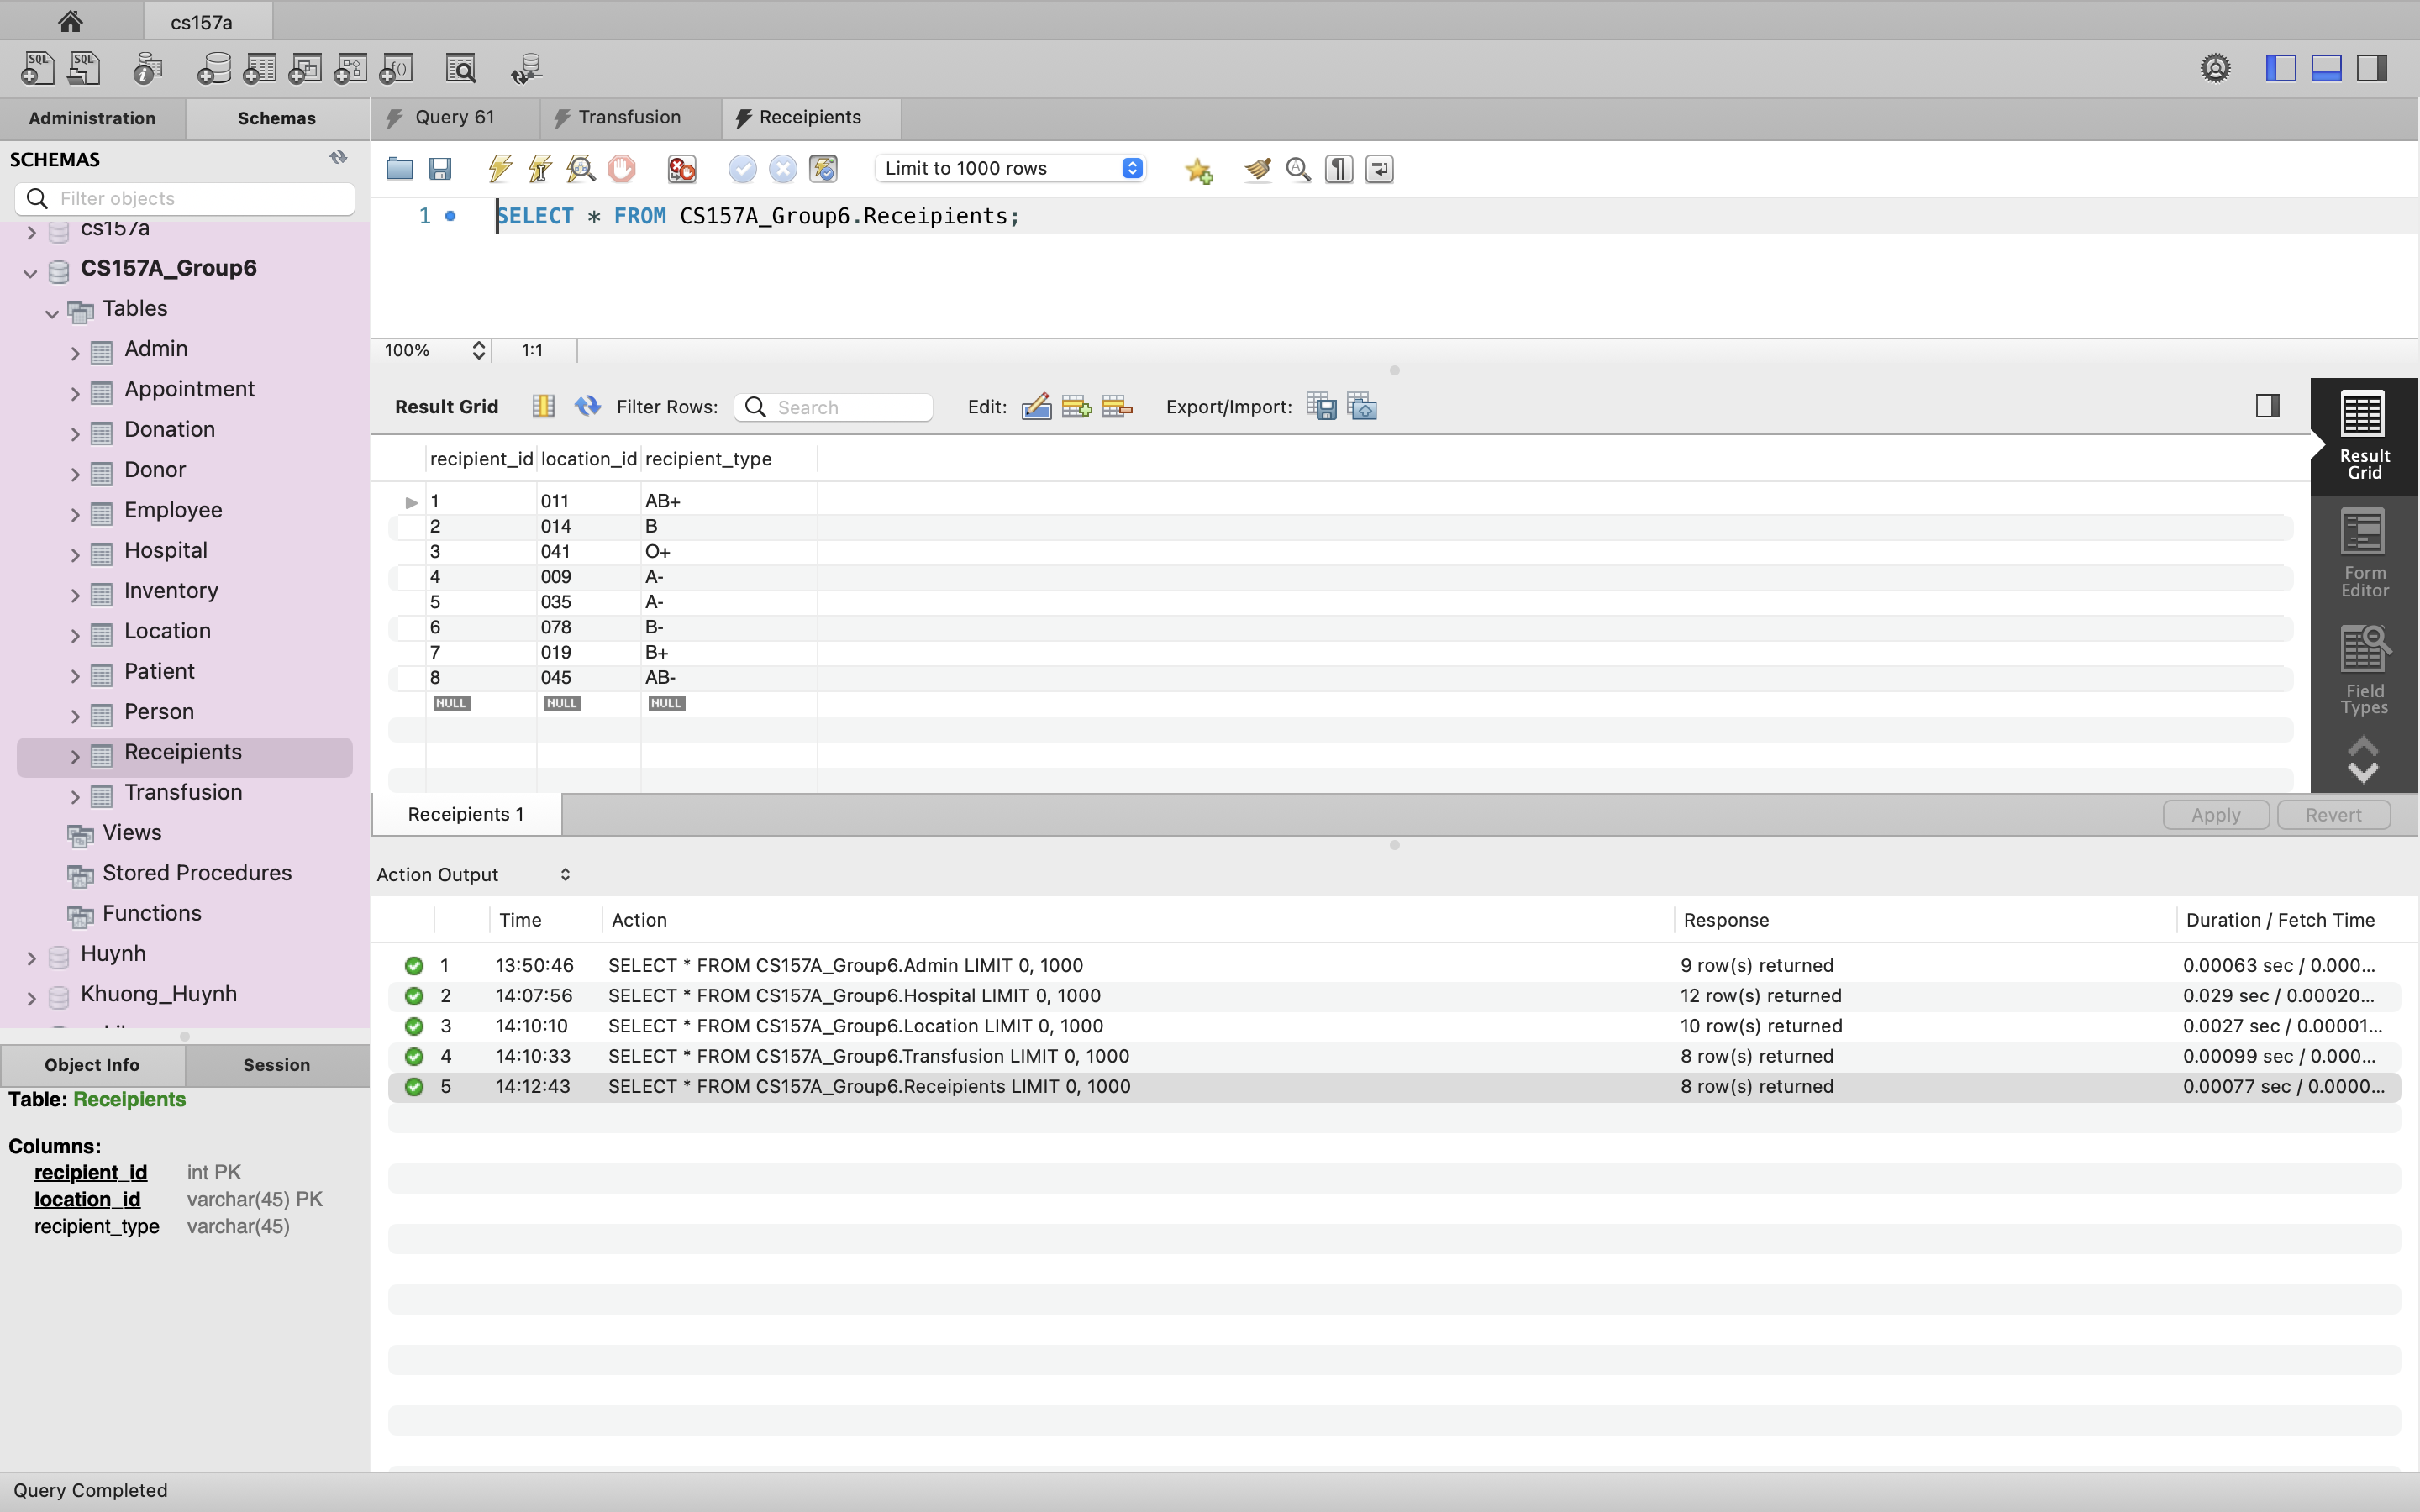 cs157a
SQL SQL
Administration Schemas
Query 61 Transfusion Receipients
SCHEMAS
Filter objects
Limit to 1000 rows
1 SELECT * FROM CS157A_Group6.Receipients;
cs157a
CS157A_Group6
Tables
Admin
Appointment
Donation
Donor
Employee
Hospital
Inventory
Location
Patient
Person
Receipients
Transfusion
Views
Stored Procedures
Functions
Huynh
Khuong_Huynh
100% 1:1
Result Grid Filter Rows: Search Edit: Export/Import:
recipient_id location_id recipient_type
1 011 AB+
2 014 B
3 041 O+
4 009 A-
5 035 A-
6 078 B-
7 019 B+
8 045 AB-
NULL NULL NULL
Result
Grid
Form
Editor
Field
Types
Receipients 1 Apply Revert
Action Output
Time Action Response Duration / Fetch Time
1 13:50:46 SELECT * FROM CS157A_Group6.Admin LIMIT 0, 1000 9 row(s) returned 0.00063 sec / 0.000...
2 14:07:56 SELECT * FROM CS157A_Group6.Hospital LIMIT 0, 1000 12 row(s) returned 0.029 sec / 0.00020...
3 14:10:10 SELECT * FROM CS157A_Group6.Location LIMIT 0, 1000 10 row(s) returned 0.0027 sec / 0.00001...
4 14:10:33 SELECT * FROM CS157A_Group6.Transfusion LIMIT 0, 1000 8 row(s) returned 0.00099 sec / 0.000...
5 14:12:43 SELECT * FROM CS157A_Group6.Receipients LIMIT 0, 1000 8 row(s) returned 0.00077 sec / 0.0000...
Object Info Session
Table: Receipients
Columns:
recipient_id int PK
location_id varchar(45) PK
recipient_type varchar(45)
Query Completed